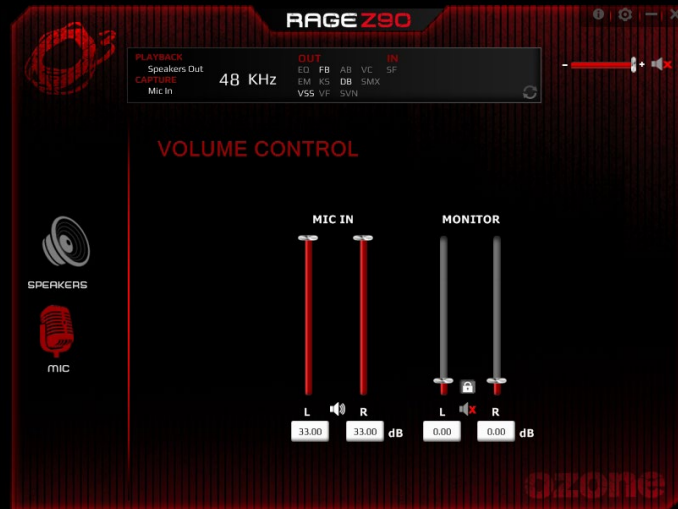 RAGE Z90
PLAYBACK
Speakers Out
CAPTURE
Mic In
48 KHz
OUT IN
EQ FB AB VC SF
EM KS DB SMX
VSS VF SVN
- +
VOLUME CONTROL
MIC IN MONITOR
SPEAKERS
MIC
L R L R
33.00 33.00 dB 0.00 0.00 dB
ozone